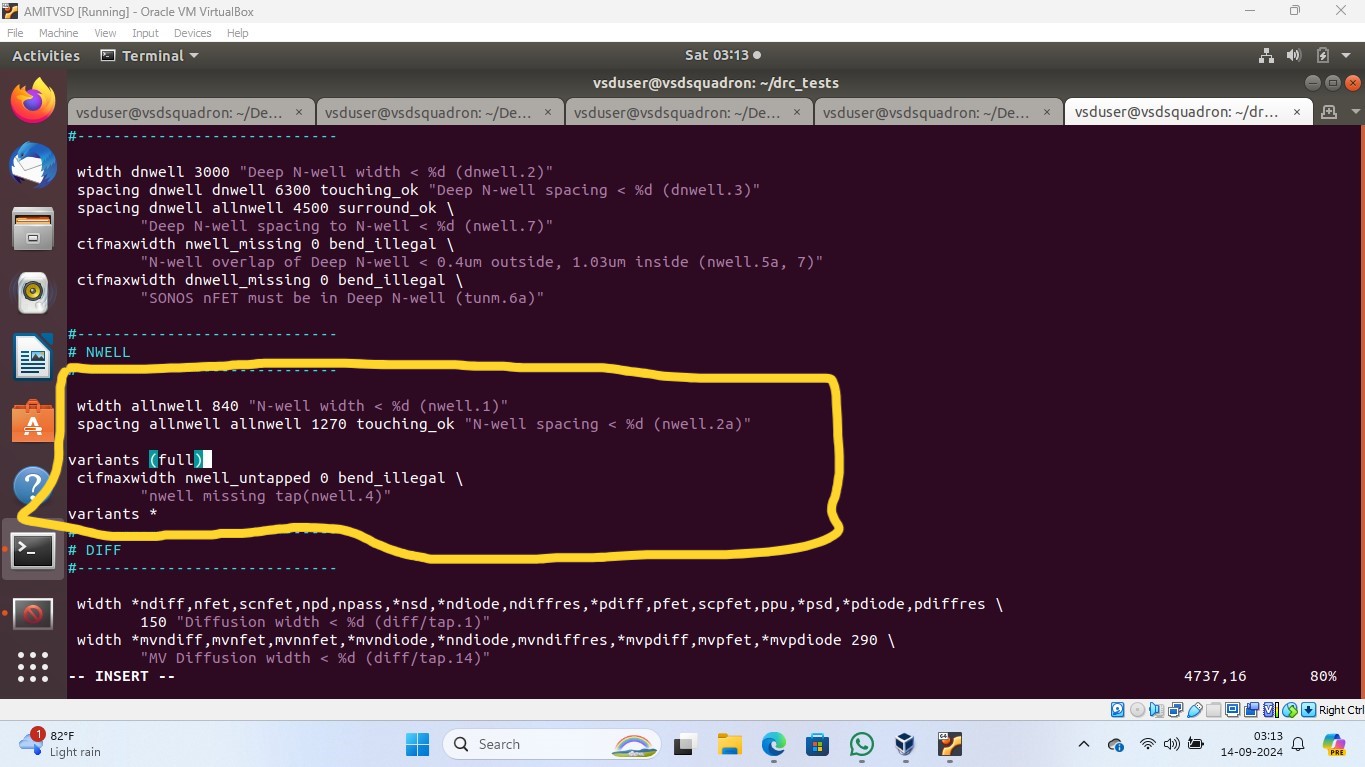 AMITVSD [Running] - Oracle VM VirtualBox
File Machine View Input Devices Help
Activities Terminal Sat 03:13
vsduser@vsdsquadron: ~/drc_tests
vsduser@vsdsquadron: ~/De... × vsduser@vsdsquadron: ~/De... × vsduser@vsdsquadron: ~/De... × vsduser@vsdsquadron: ~/De... × vsduser@vsdsquadron: ~/dr... ×
#-----------------------------
width dnwell 3000 "Deep N-well width < %d (dnwell.2)"
spacing dnwell dnwell 6300 touching_ok "Deep N-well spacing < %d (dnwell.3)"
spacing dnwell allnwell 4500 surround_ok \
"Deep N-well spacing to N-well < %d (nwell.7)"
cifmaxwidth nwell_missing 0 bend_illegal \
"N-well overlap of Deep N-well < 0.4um outside, 1.03um inside (nwell.5a, 7)"
cifmaxwidth dnwell_missing 0 bend_illegal \
"SONOS nFET must be in Deep N-well (tunm.6a)"
#-----------------------------
# NWELL
width allnwell 840 "N-well width < %d (nwell.1)"
spacing allnwell allnwell 1270 touching_ok "N-well spacing < %d (nwell.2a)"
variants (full)
cifmaxwidth nwell_untapped 0 bend_illegal \
"nwell missing tap(nwell.4)"
variants *
# DIFF
#-----------------------------
width *ndiff,nfet,scnfet,npd,npass,*nsd,*ndiode,ndiffres,*pdiff,pfet,scpfet,ppu,*psd,*pdiode,pdiffres \
150 "Diffusion width < %d (diff/tap.1)"
width *mvndiff,mvnfet,mvnnfet,*mvndiode,*nndiode,mvndiffres,*mvpdiff,mvpfet,*mvpdiode 290 \
"MV Diffusion width < %d (diff/tap.14)"
-- INSERT -- 4737,16 80%
Right Ctrl
1 82°F
Light rain
Search
64
PRE
03:13
14-09-2024